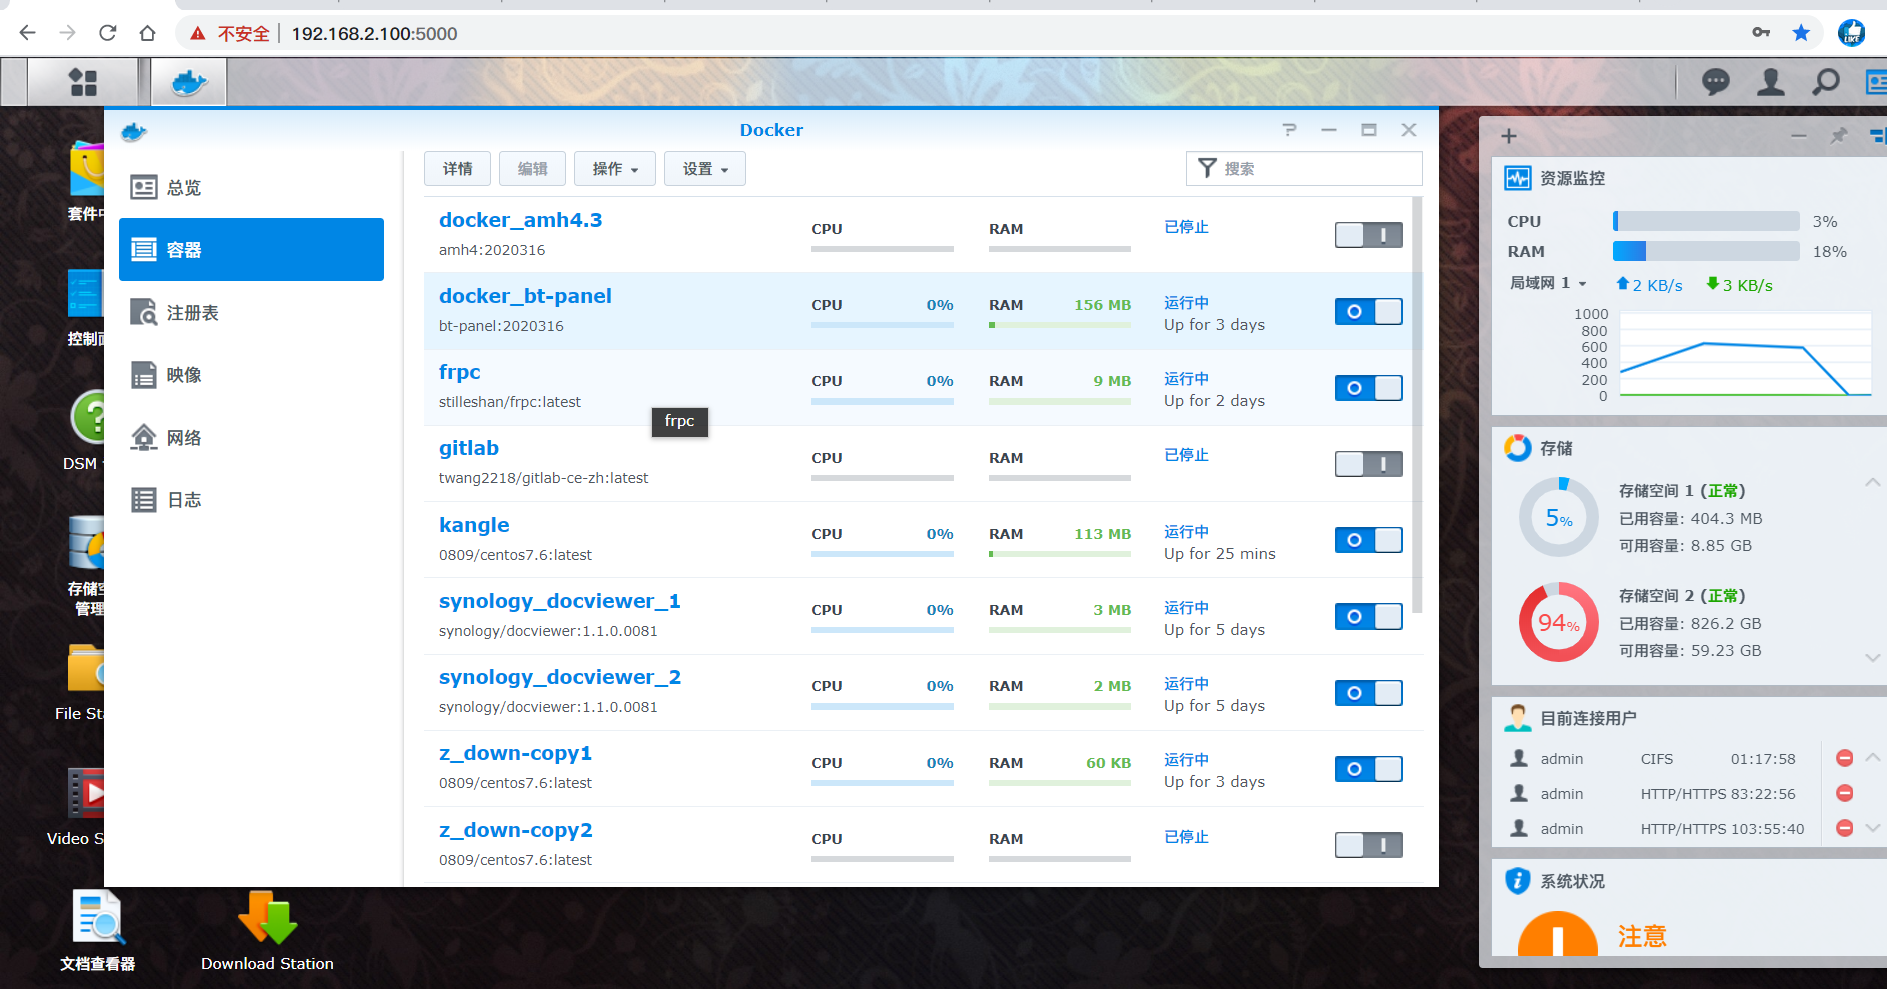 不安全 192.168.2.100:5000
Docker
详情 编辑 操作 设置 搜索
总览
容器
注册表
映像
网络
日志
docker_amh4.3
amh4:2020316
CPU RAM 已停止
docker_bt-panel
bt-panel:2020316
CPU 0% RAM 156 MB 运行中
Up for 3 days
frpc
stilleshan/frpc:latest
CPU 0% RAM 9 MB 运行中
Up for 2 days
frpc
gitlab
twang2218/gitlab-ce-zh:latest
CPU RAM 已停止
kangle
0809/centos7.6:latest
CPU 0% RAM 113 MB 运行中
Up for 25 mins
synology_docviewer_1
synology/docviewer:1.1.0.0081
CPU 0% RAM 3 MB 运行中
Up for 5 days
synology_docviewer_2
synology/docviewer:1.1.0.0081
CPU 0% RAM 2 MB 运行中
Up for 5 days
z_down-copy1
0809/centos7.6:latest
CPU 0% RAM 60 KB 运行中
Up for 3 days
z_down-copy2
0809/centos7.6:latest
CPU RAM 已停止
套件中
控制面
DSM
存储空
管理
File Sta
Video S
文档查看器
Download Station
资源监控
CPU 3%
RAM 18%
局域网 1 2 KB/s 3 KB/s
1000
800
600
400
200
0
存储
5%
存储空间 1 (正常)
已用容量: 404.3 MB
可用容量: 8.85 GB
94%
存储空间 2 (正常)
已用容量: 826.2 GB
可用容量: 59.23 GB
目前连接用户
admin CIFS 01:17:58
admin HTTP/HTTPS 83:22:56
admin HTTP/HTTPS 103:55:40
系统状况
注意